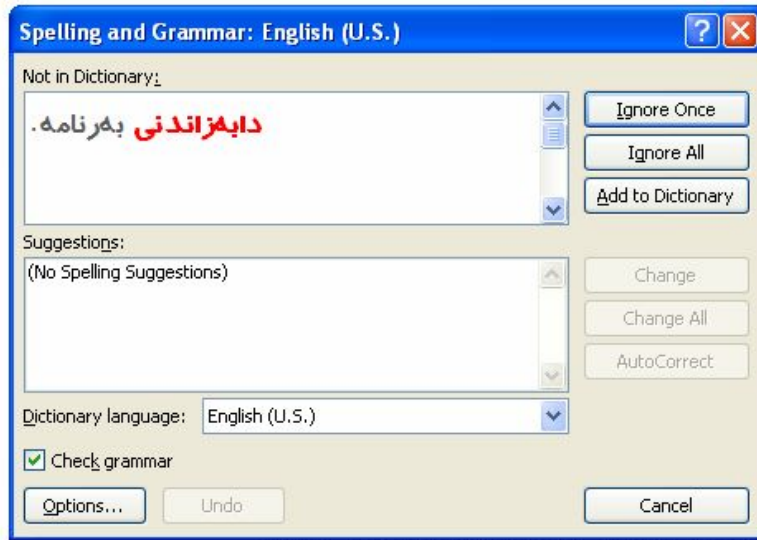 Spelling and Grammar: English (U.S.)
Not in Dictionary:
دابەزاندنی بەرنامە.
Ignore Once
Ignore All
Add to Dictionary
Suggestions:
(No Spelling Suggestions)
Change
Change All
AutoCorrect
Dictionary language: English (U.S.)
Check grammar
Options... Undo Cancel